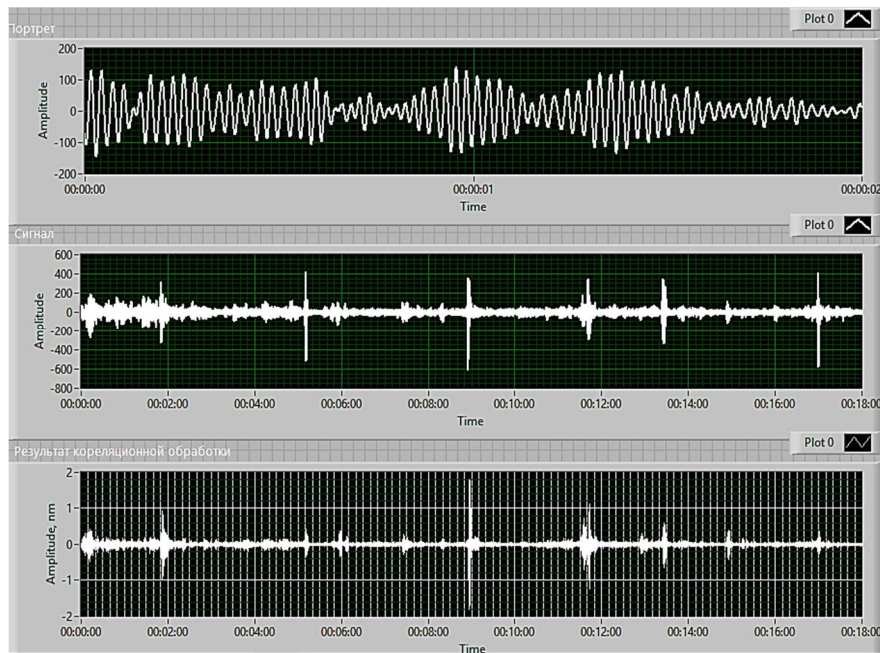 Plot 0
Портрет
200
100
0
-100
-200
Amplitude
00:00:00 00:00:01 00:00:02
Time
Plot 0
Сигнал
600
400
200
0
-200
-400
-600
-800
Amplitude
00:00:00 00:02:00 00:04:00 00:06:00 00:08:00 00:10:00 00:12:00 00:14:00 00:16:00 00:18:00
Time
Plot 0
Результат кореляционной обработки
2
1
0
-1
-2
Amplitude, nm
00:00:00 00:02:00 00:04:00 00:06:00 00:08:00 00:10:00 00:12:00 00:14:00 00:16:00 00:18:00
Time